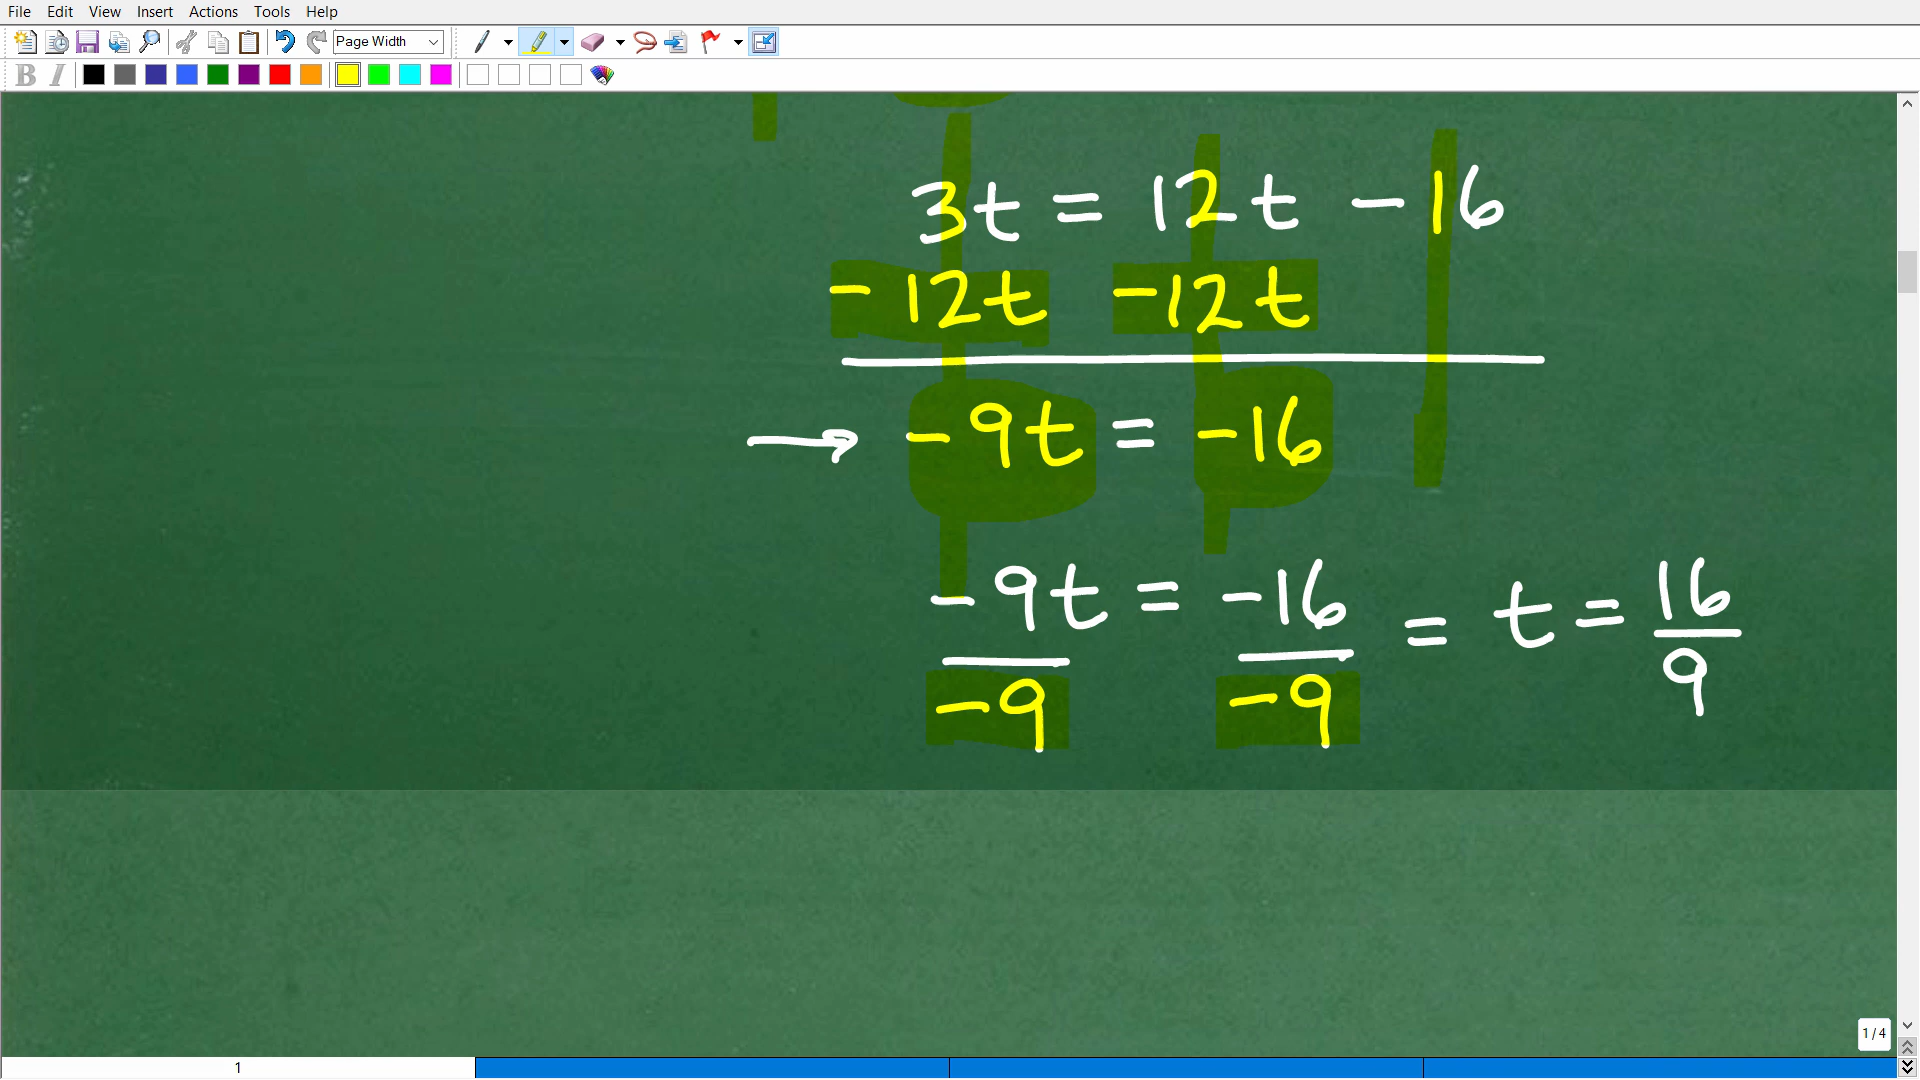 File Edit View Insert Actions Tools Help
Page Width
B I
3t = 12t - 16
- 12t -12t
→ -9t = -16
-9t = -16 = t = 16
-9 -9 9
1 / 4
1